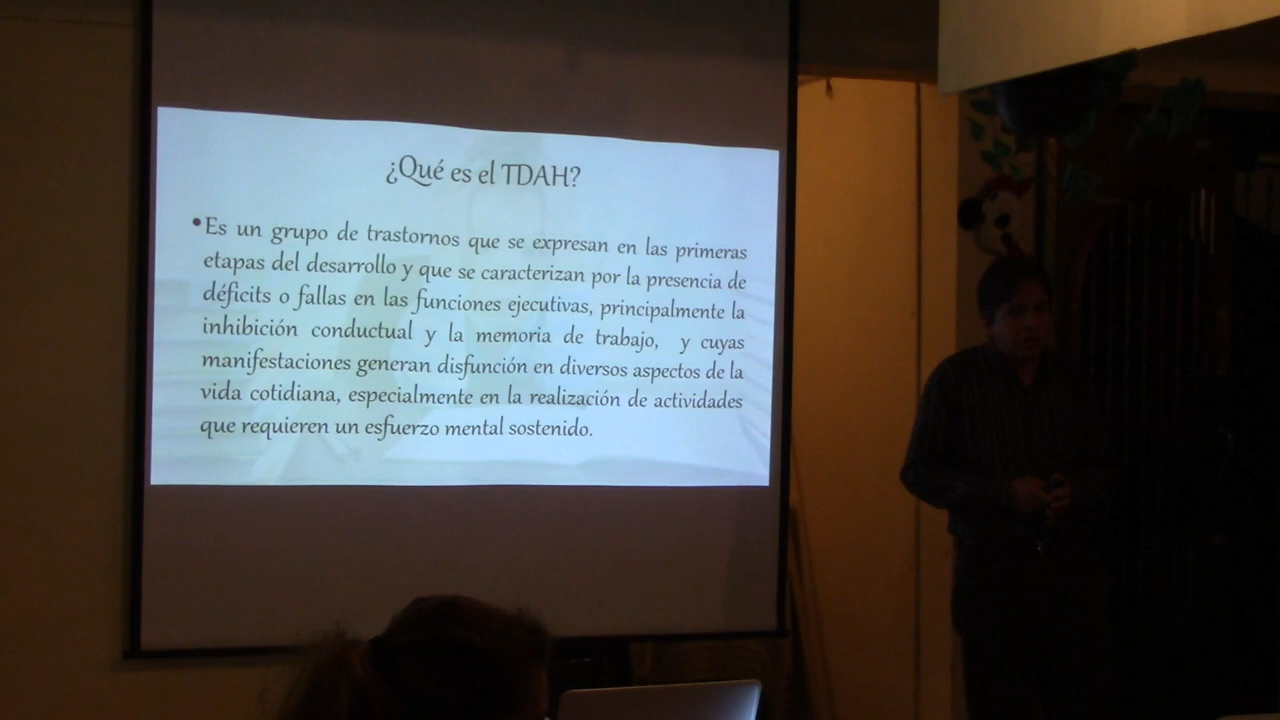 ¿Qué es el TDAH?
•Es un grupo de trastornos que se expresan en las primeras
etapas del desarrollo y que se caracterizan por la presencia de
déficits o fallas en las funciones ejecutivas, principalmente la
inhibición conductual y la memoria de trabajo, y cuyas
manifestaciones generan disfunción en diversos aspectos de la
vida cotidiana, especialmente en la realización de actividades
que requieren un esfuerzo mental sostenido.